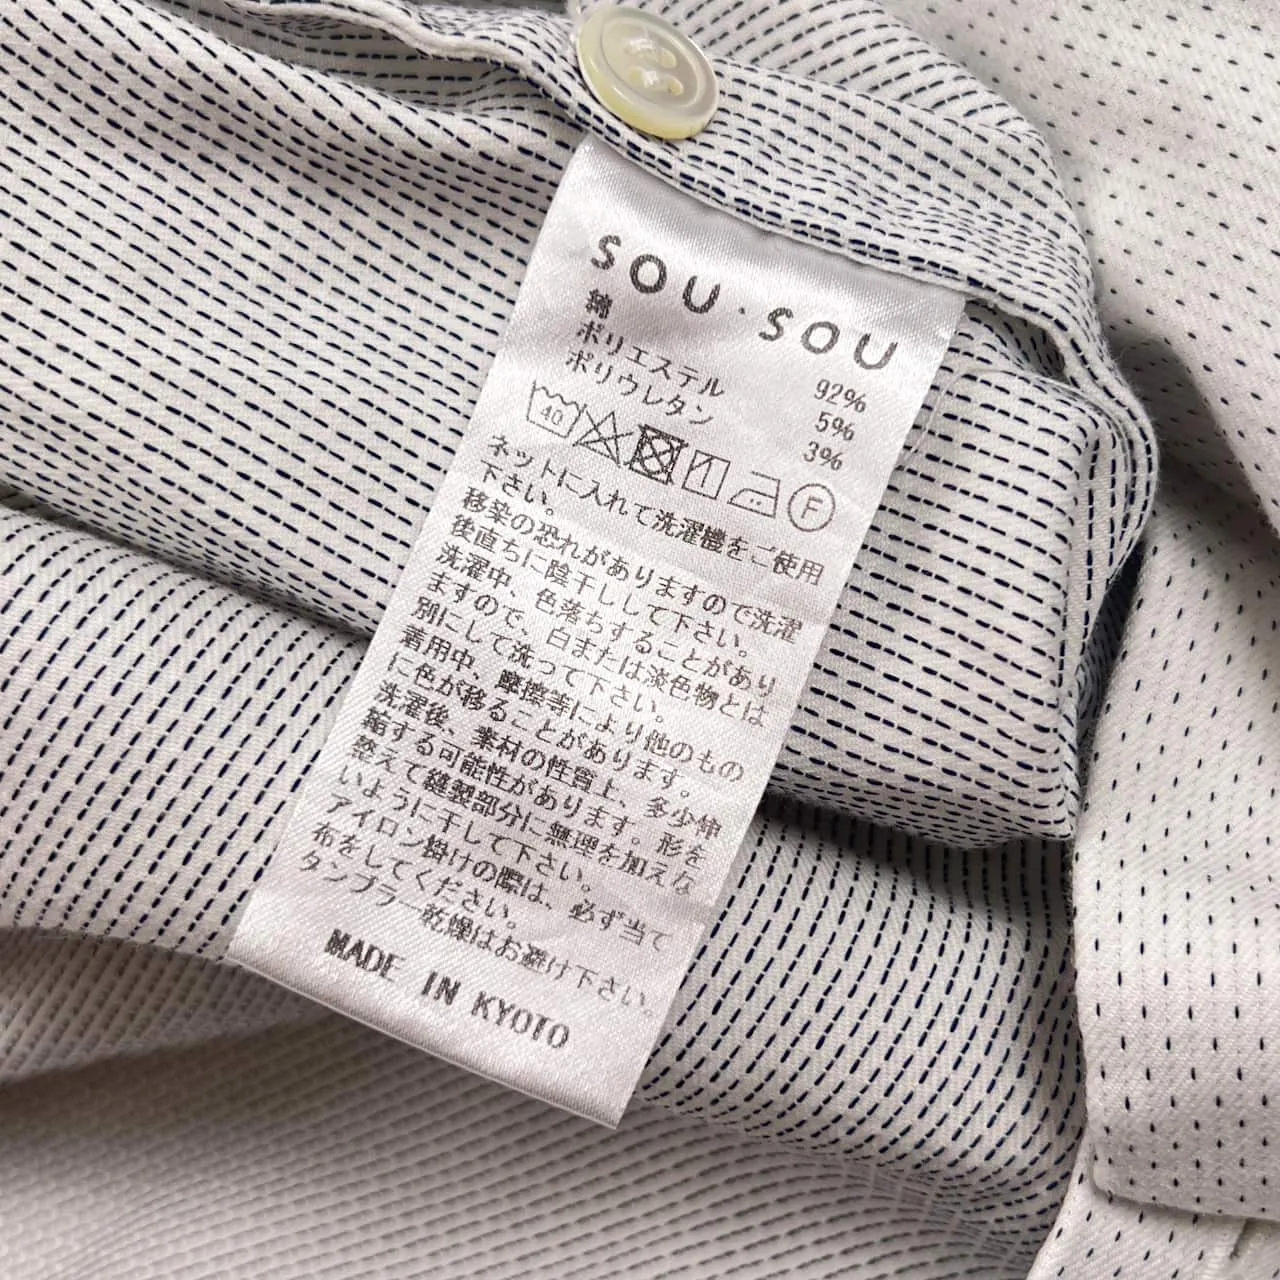 SOU・SOU
綿 92%
ポリエステル 5%
ポリウレタン 3%
40 F
ネットに入れて洗濯機をご使用
下さい。
移染の恐れがありますので洗濯
後直ちに陰干しして下さい。
洗濯中、色落ちすることがあり
ますので、白または淡色物とは
別にして洗って下さい。
着用中、摩擦等により他のもの
に色が移ることがあります。
洗濯後、素材の性質上、多少伸
縮する可能性があります。形を
整えて縫製部分に無理を加えな
いように干して下さい。
アイロン掛けの際は、必ず当て
布をしてください。
タンブラー乾燥はお避け下さい。
MADE IN KYOTO